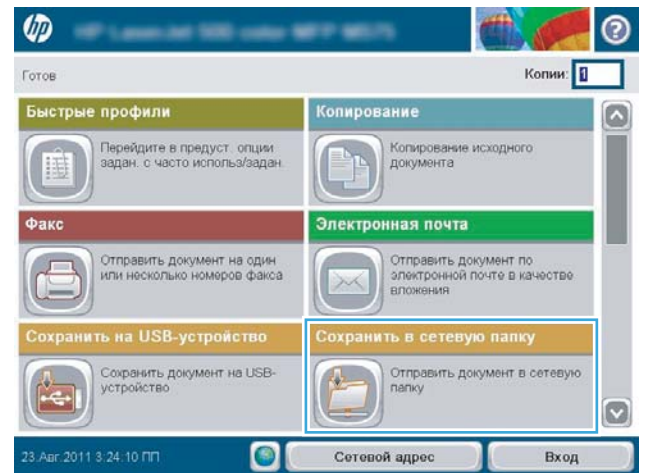 hp
Готов
Копии: 1
Быстрые профили
Перейдите в предуст. опции
задан. с часто использ/задан.
Копирование
Копирование исходного
документа
Факс
Отправить документ на один
или несколько номеров факса
Электронная почта
Отправить документ по
электронной почте в качестве
вложения
Сохранить на USB-устройство
Сохранить документ на USB-
устройство
Сохранить в сетевую папку
Отправить документ в сетевую
папку
23.Авг.2011 3:24:10 ПП
Сетевой адрес
Вход